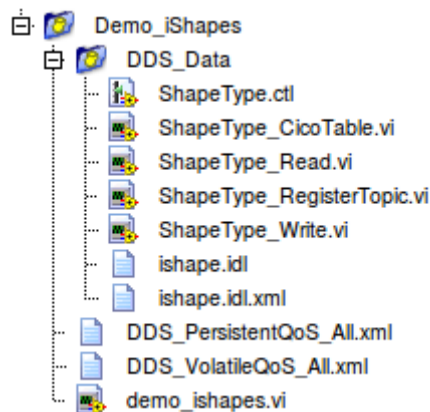 Demo_iShapes
DDS_Data
ShapeType.ctl
ShapeType_CicoTable.vi
ShapeType_Read.vi
ShapeType_RegisterTopic.vi
ShapeType_Write.vi
ishape.idl
ishape.idl.xml
DDS_PersistentQoS_All.xml
DDS_VolatileQoS_All.xml
demo_ishapes.vi